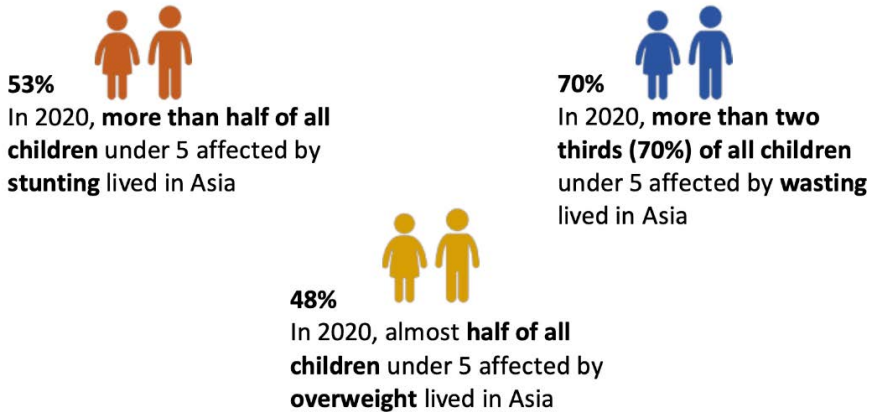 53%
In 2020, more than half of all
children under 5 affected by
stunting lived in Asia
70%
In 2020, more than two
thirds (70%) of all children
under 5 affected by wasting
lived in Asia
48%
In 2020, almost half of all
children under 5 affected by
overweight lived in Asia